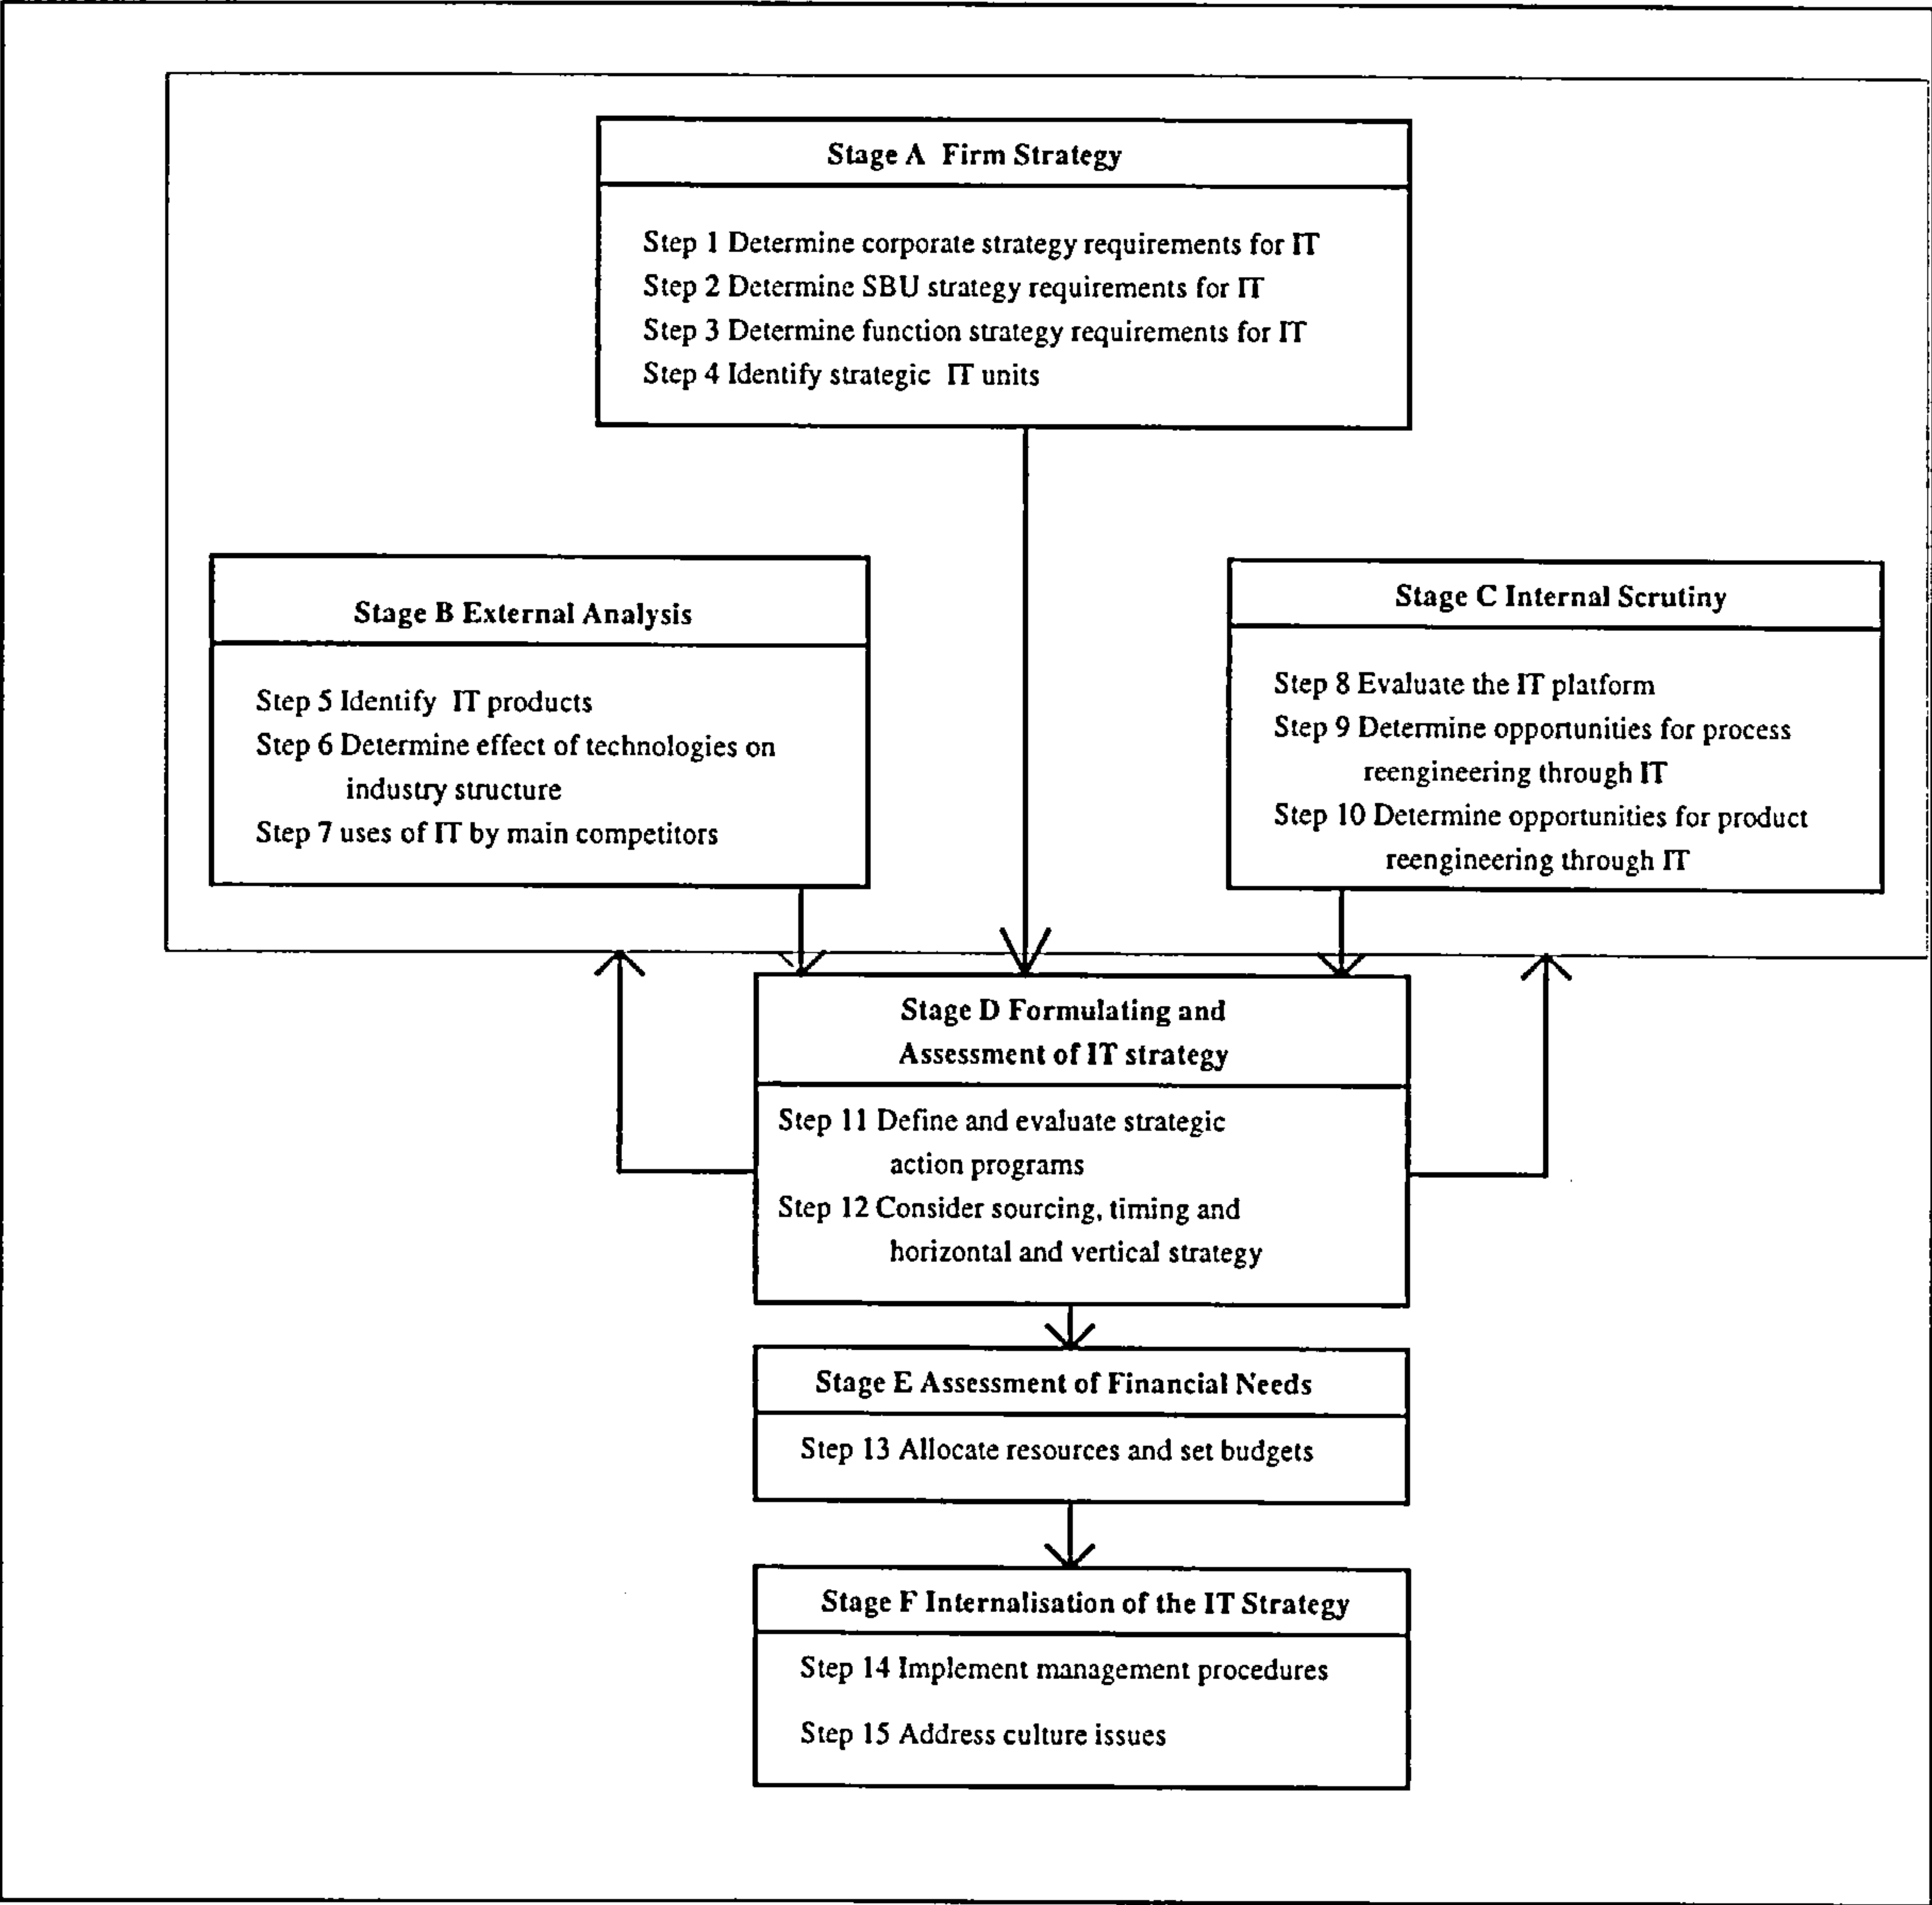 Stage A Firm Strategy
Step 1 Determine corporate strategy requirements for IT
Step 2 Determine SBU strategy requirements for IT
Step 3 Determine function strategy requirements for IT
Step 4 Identify strategic IT units
Stage B External Analysis
Step 5 Identify IT products
Step 6 Determine effect of technologies on
industry structure
Step 7 uses of IT by main competitors
Stage C Internal Scrutiny
Step 8 Evaluate the IT platform
Step 9 Determine opportunities for process
reengineering through IT
Step 10 Determine opportunities for product
reengineering through IT
Stage D Formulating and
Assessment of IT strategy
Step 11 Define and evaluate strategic
action programs
Step 12 Consider sourcing, timing and
horizontal and vertical strategy
Stage E Assessment of Financial Needs
Step 13 Allocate resources and set budgets
Stage F Internalisation of the IT Strategy
Step 14 Implement management procedures
Step 15 Address culture issues